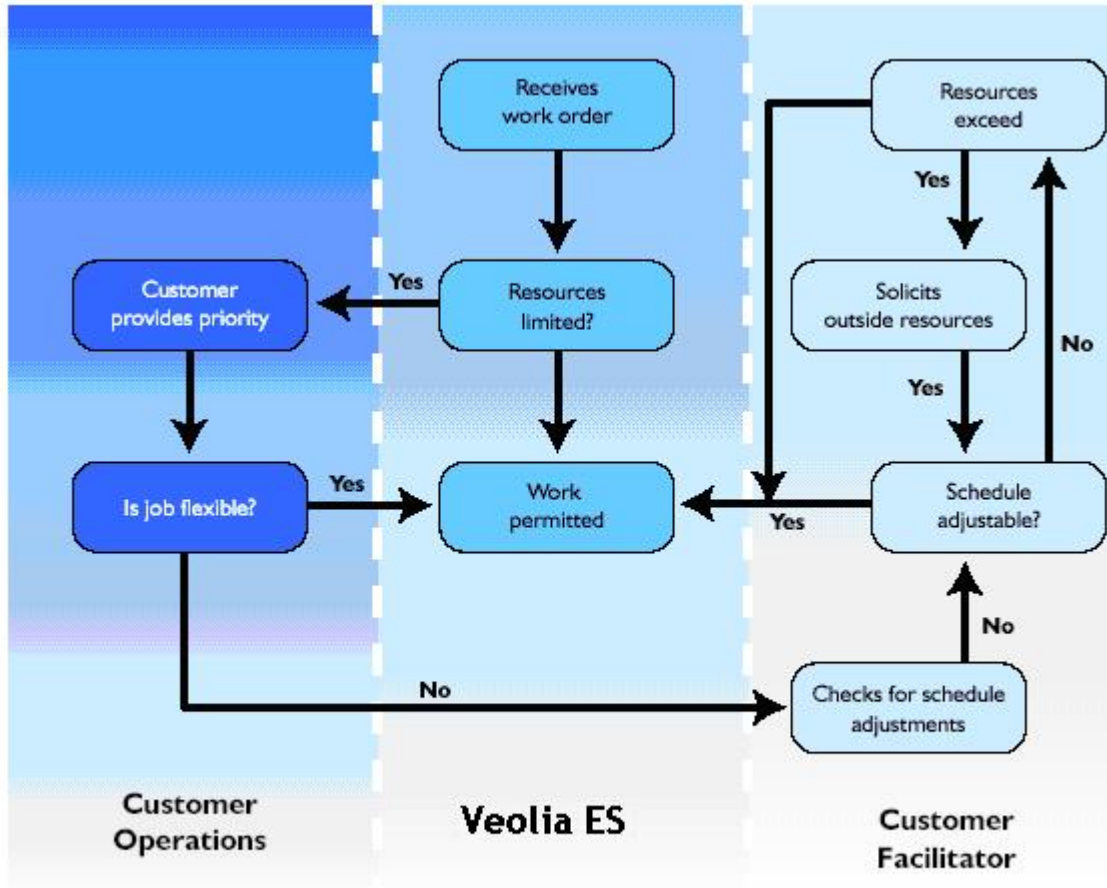 Receives
work order
Resources
exceed
Yes
Customer
provides priority
Yes
Resources
limited?
Solicits
outside resources
No
Yes
Is job flexible?
Yes
Work
permitted
Yes
Schedule
adjustable?
No
No
Checks for schedule
adjustments
Customer
Operations
Veolia ES
Customer
Facilitator